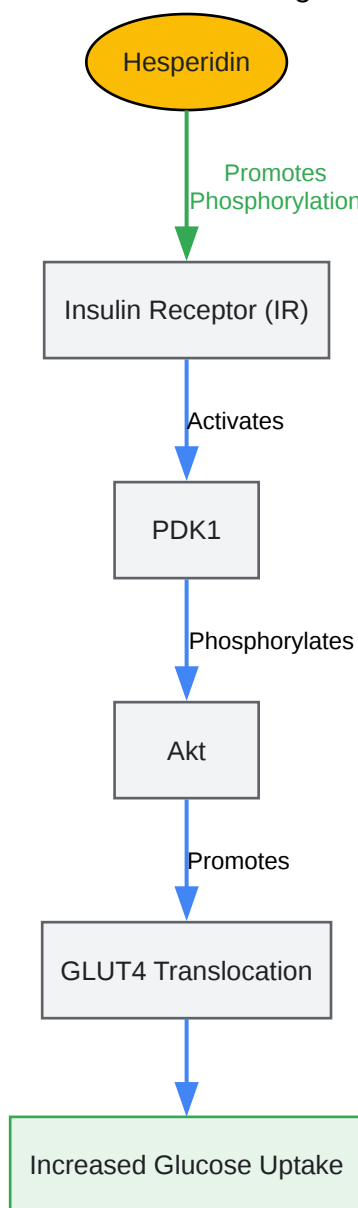 Hesperidin
Promotes
Phosphorylation
Insulin Receptor (IR)
Activates
PDK1
Phosphorylates
Akt
Promotes
GLUT4 Translocation
Increased Glucose Uptake